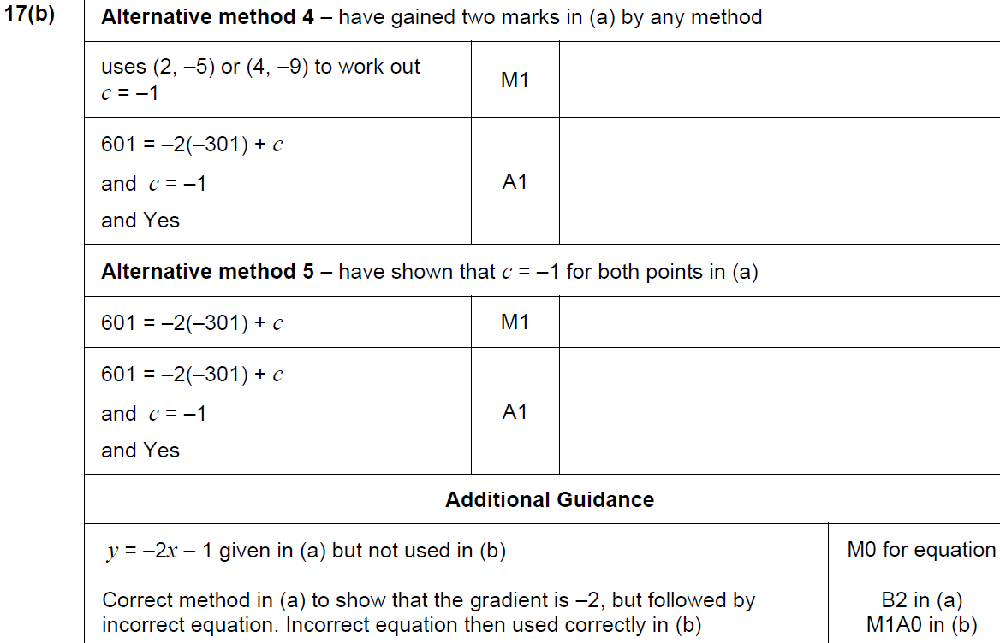 17(b) Alternative method 4 – have gained two marks in (a) by any method
uses (2, –5) or (4, –9) to work out
c = –1
M1
601 = –2(–301) + c
and c = –1
and Yes
A1
Alternative method 5 – have shown that c = –1 for both points in (a)
601 = –2(–301) + c
M1
601 = –2(–301) + c
and c = –1
and Yes
A1
Additional Guidance
y = –2x – 1 given in (a) but not used in (b)
M0 for equation
Correct method in (a) to show that the gradient is –2, but followed by
incorrect equation. Incorrect equation then used correctly in (b)
B2 in (a)
M1A0 in (b)